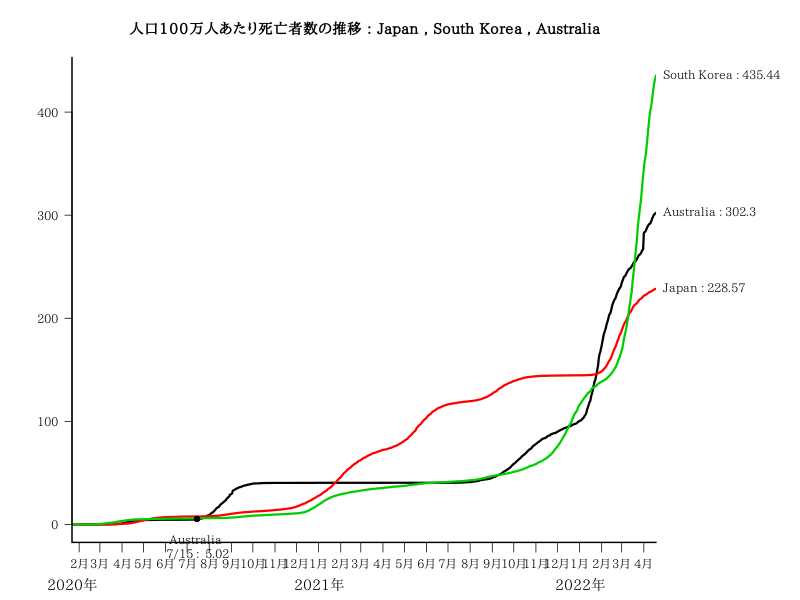 人口100万人あたり死亡者数の推移 : Japan , South Korea , Australia
South Korea : 435.44
400
300
Australia : 302.3
Japan : 228.57
200
100
0
Australia
7/15 : 5.02
2月 3月 4月 5月 6月 7月 8月 9月 10月 11月 12月 1月 2月 3月 4月 5月 6月 7月 8月 9月 10月 11月 12月 1月 2月 3月 4月
2020年 2021年 2022年